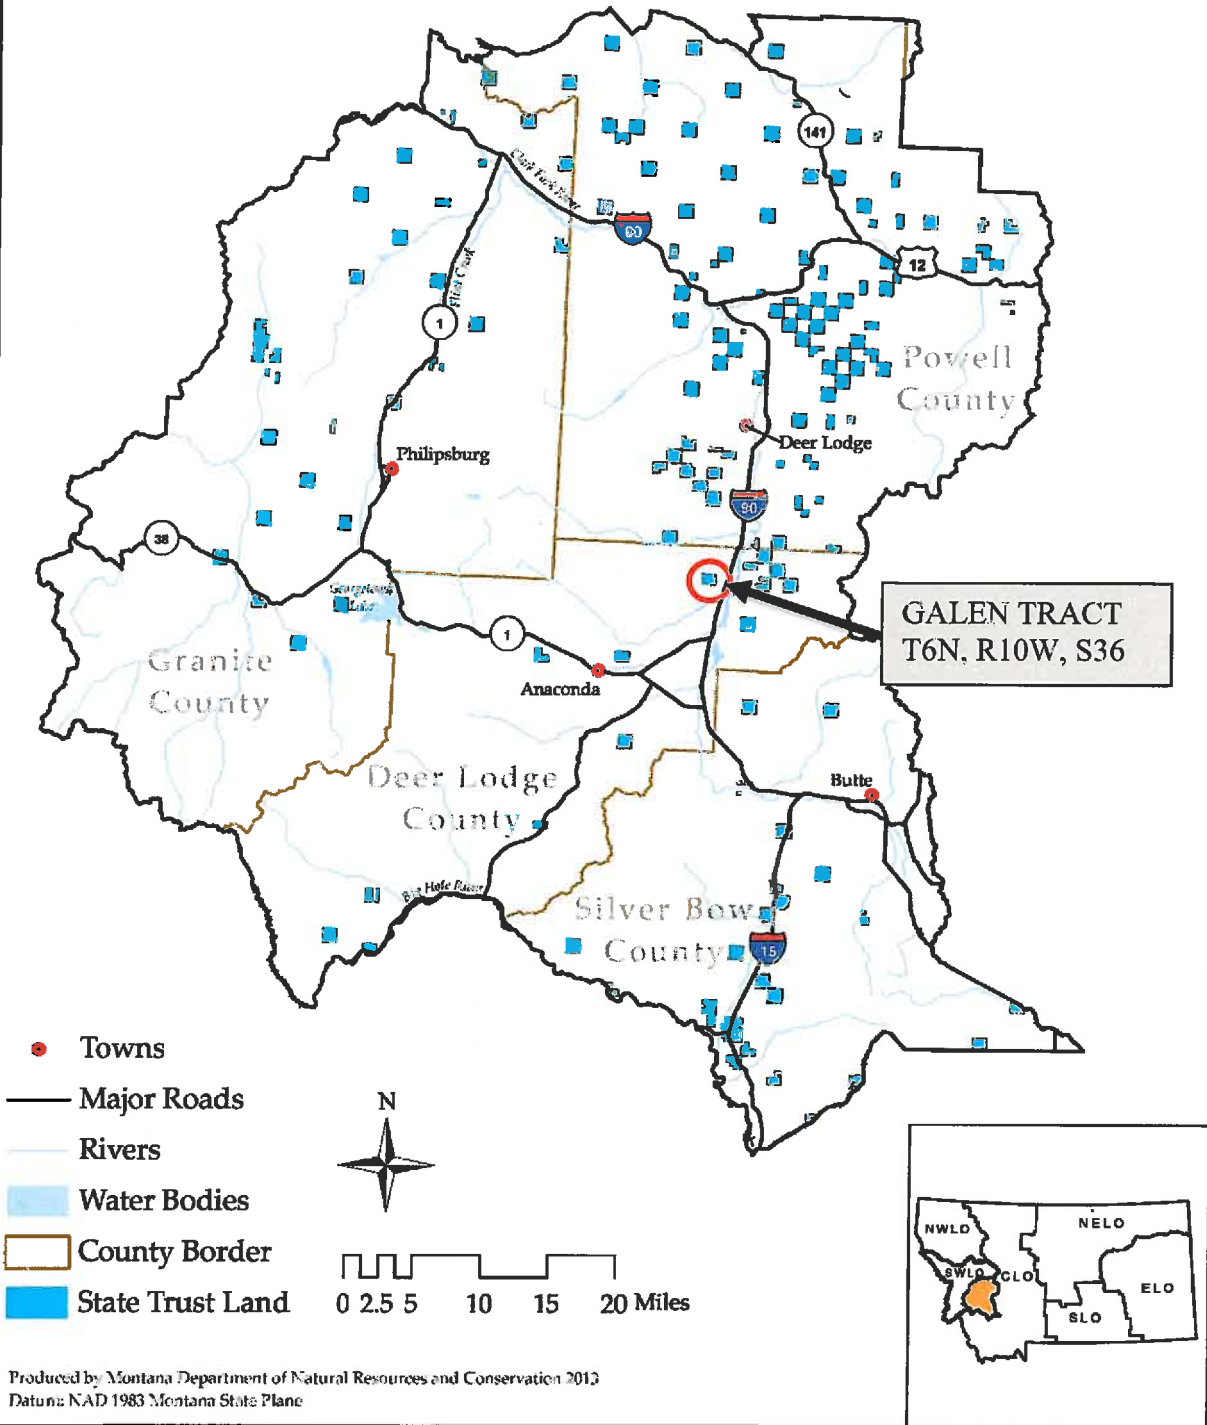 141
Clark Fork River
90
12
Flint Creek
1
Powell
County
Deer Lodge
Philipsburg
90
38
Georgetown
Lake
GALEN TRACT
T6N, R10W, S36
1
Granite
County
Anaconda
Deer Lodge
County
Butte
Big Hole River
Silver Bow
County
15
Towns
Major Roads
Rivers
Water Bodies
County Border
State Trust Land
N
0 2.5 5 10 15 20 Miles
NWLO
NELO
SWLO
CLO
ELO
SLO
Produced by Montana Department of Natural Resources and Conservation 2013
Datum: NAD 1983 Montana State Plane